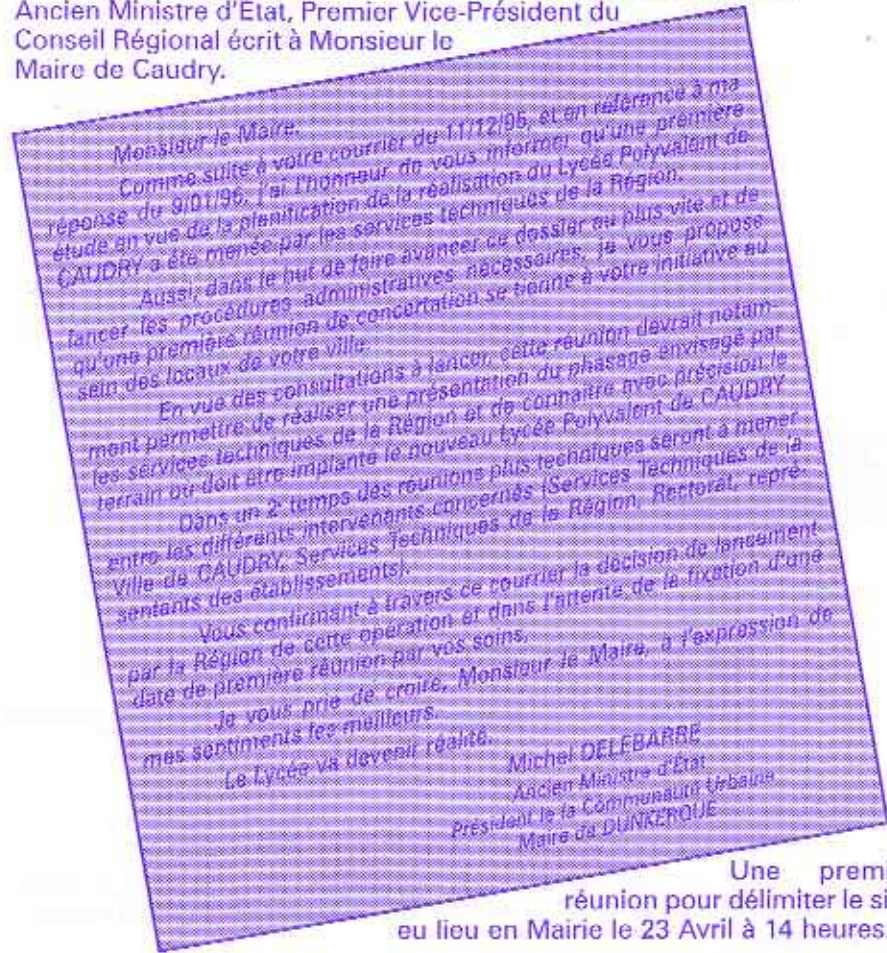 Ancien Ministre d'Etat, Premier Vice-Président du
Conseil Régional écrit à Monsieur le
Maire de Caudry.
Monsieur le Maire,
Comme suite à votre courrier du 11/12/95, et en référence à ma
réponse du 9/01/96, j'ai l'honneur de vous informer qu'une première
étude en vue de la planification de la réalisation du Lycée Polyvalent de
CAUDRY a été menée par les services techniques de la Région.
Aussi, dans le but de faire avancer ce dossier au plus vite et de
lancer les procédures administratives nécessaires, je vous propose
qu'une première réunion de concertation se tienne à votre initiative au
sein des locaux de votre ville.
En vue des consultations à lancer, cette réunion devrait notam-
ment permettre de réaliser une présentation du phasage envisagé par
les services techniques de la Région et de connaître avec précision le
terrain où doit être implanté le nouveau Lycée Polyvalent de CAUDRY
Dans un 2e temps des réunions plus techniques seront à mener
entre les différents intervenants concernés (Services Techniques de la
Ville de CAUDRY, Services Techniques de la Région, Rectorat, repré-
sentants des établissements).
Vous confirmant à travers ce courrier la décision de lancement
par la Région de cette opération et dans l'attente de la fixation d'une
date de première réunion par vos soins,
Je vous prie de croire, Monsieur le Maire, à l'expression de
mes sentiments les meilleurs.
Le Lycée va devenir réalité.
Michel DELEBARRE
Ancien Ministre d'Etat
Président le la Communauté Urbaine
Maire de DUNKERQUE
Une premi
réunion pour délimiter le si
eu lieu en Mairie le 23 Avril à 14 heures.